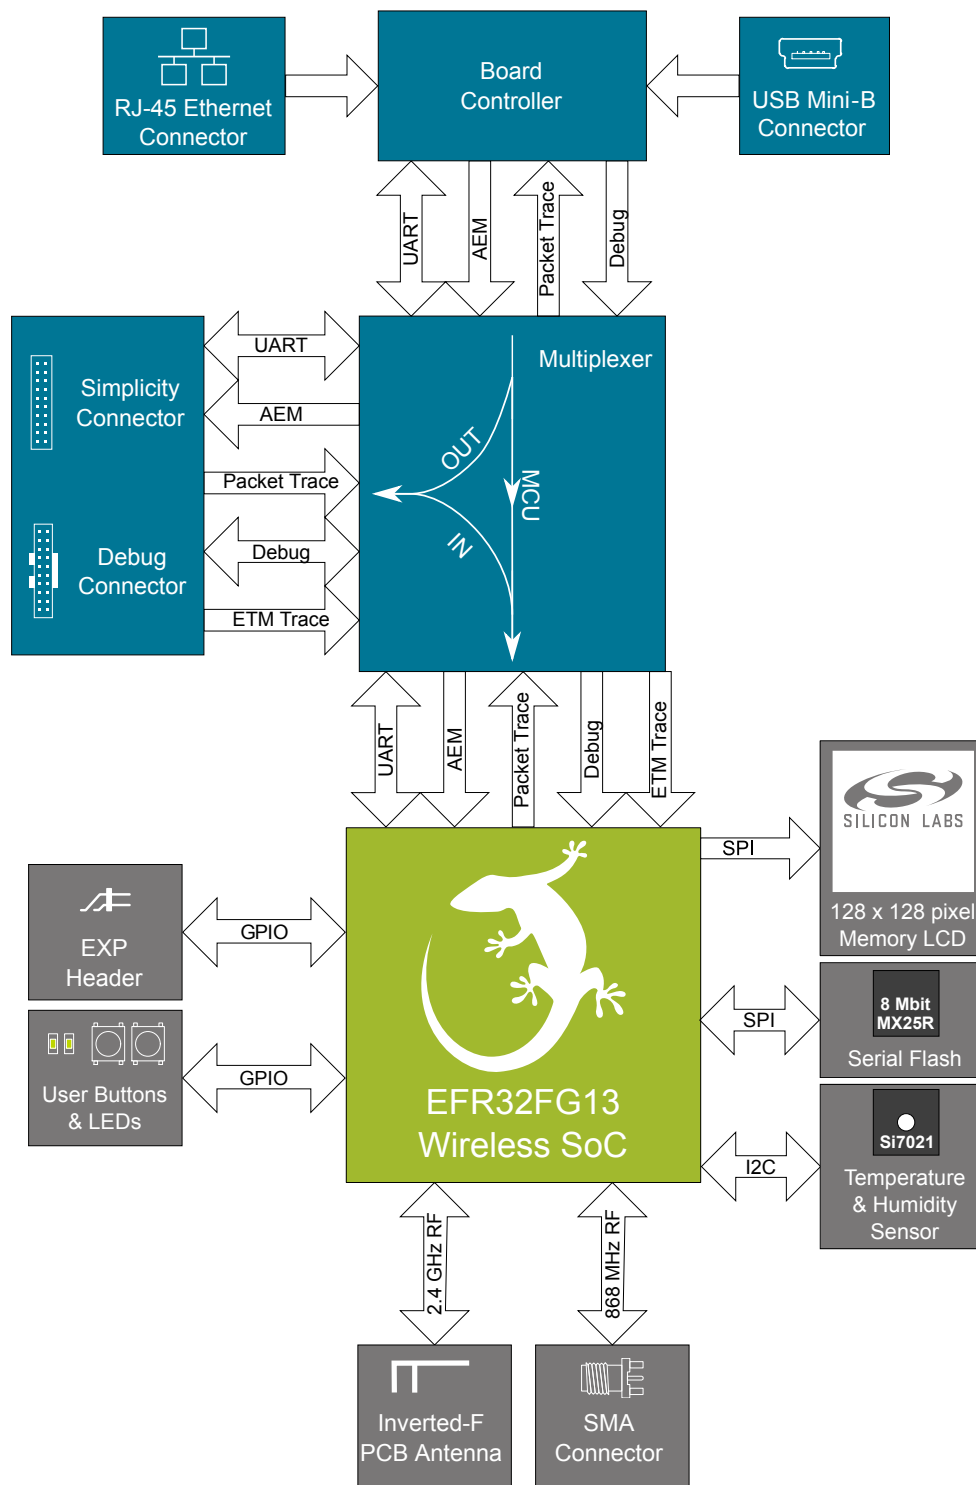 RJ-45 Ethernet
Connector
Board
Controller
USB Mini-B
Connector
UART
AEM
Packet Trace
Debug
Simplicity
Connector
Debug
Connector
UART
AEM
Packet Trace
Debug
ETM Trace
Multiplexer
OUT
MCU
IN
UART
AEM
Packet Trace
Debug
ETM Trace
EXP
Header
GPIO
User Buttons
& LEDs
GPIO
EFR32FG13
Wireless SoC
SPI
SILICON LABS
128 x 128 pixel
Memory LCD
SPI
8 Mbit
MX25R
Serial Flash
I2C
Si7021
Temperature
& Humidity
Sensor
2.4 GHz RF
868 MHz RF
Inverted-F
PCB Antenna
SMA
Connector